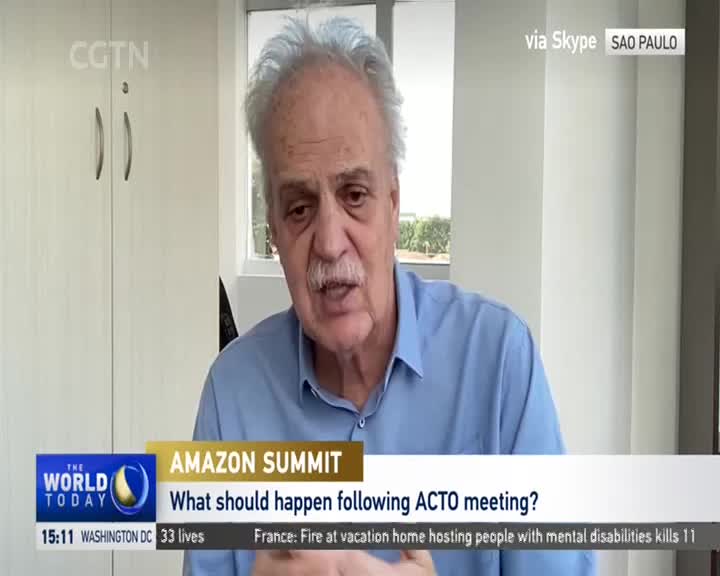 CGTN
via Skype SAO PAULO
AMAZON SUMMIT
THE
WORLD
TODAY
What should happen following ACTO meeting?
15:11 WASHINGTON DC 33 lives France: Fire at vacation home hosting people with mental disabilities kills 11